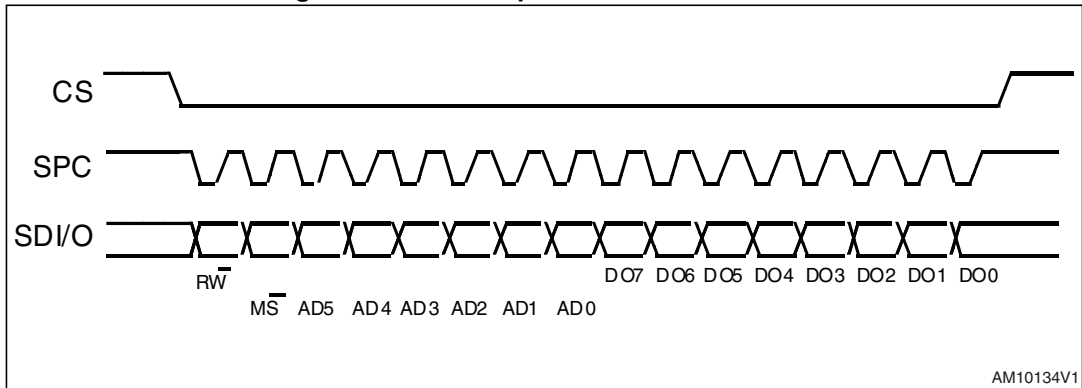 CS
SPC
SDI/O
RW
DO7 DO6 DO5 DO4 DO3 DO2 DO1 DO0
MS AD5 AD4 AD3 AD2 AD1 AD0
AM10134V1